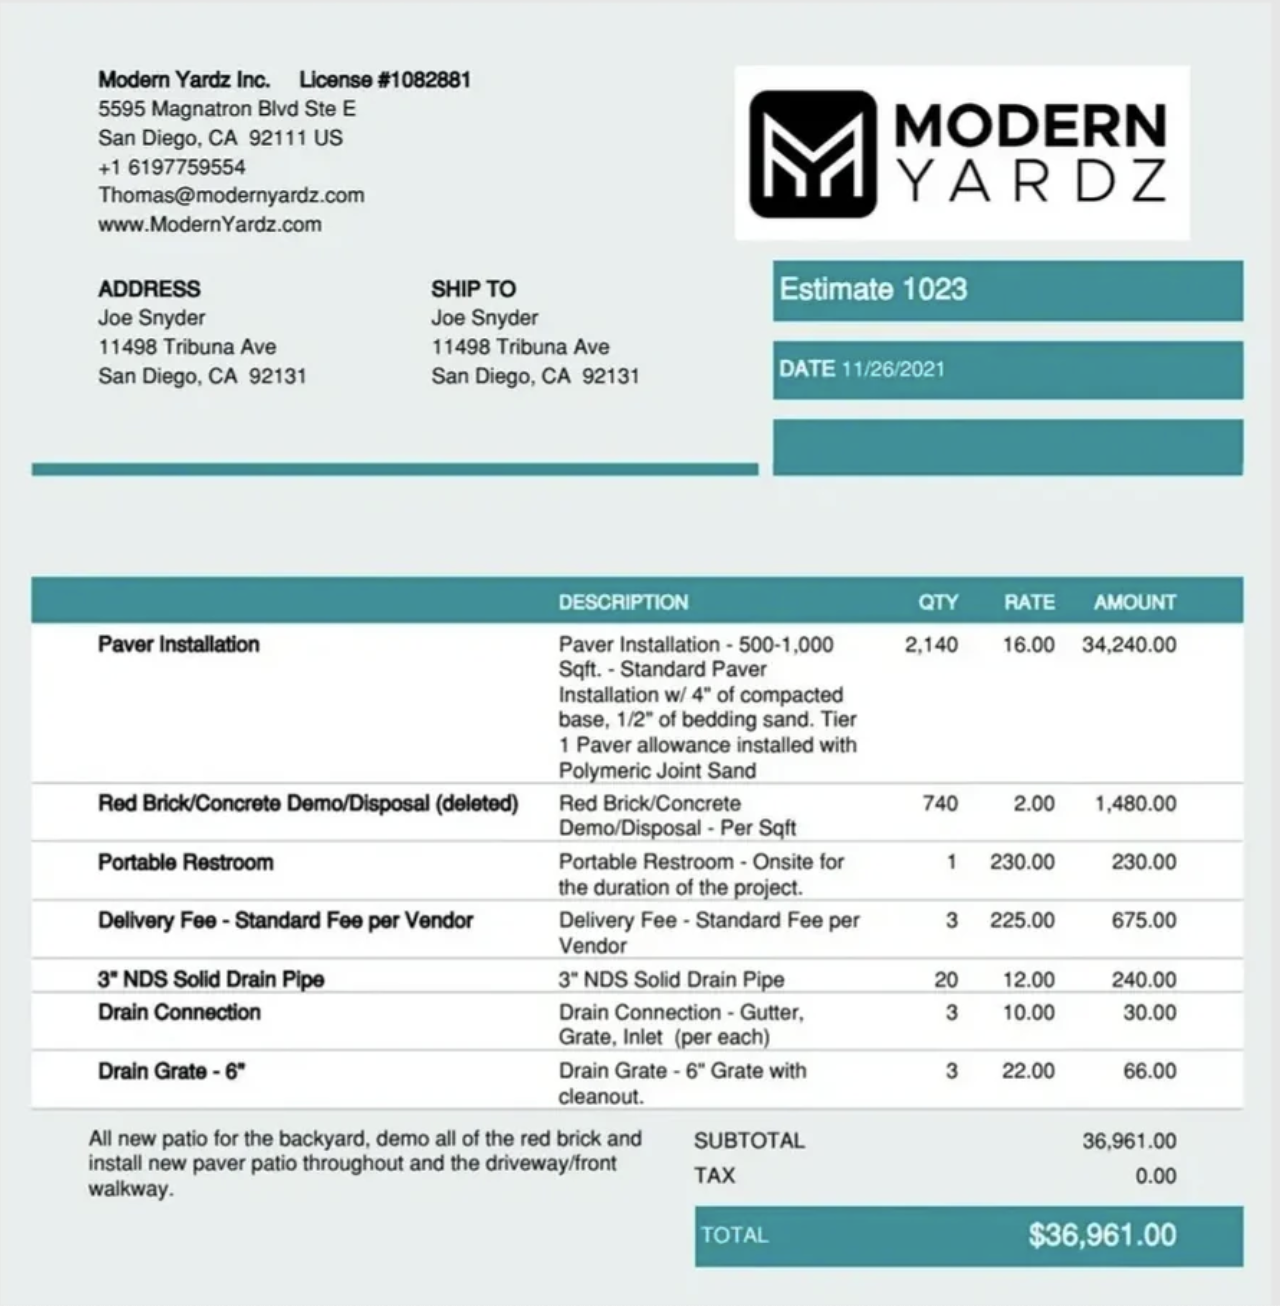 Modern Yardz Inc. License #1082881
5595 Magnatron Blvd Ste E
San Diego, CA 92111 US
+1 6197759554
Thomas@modernyardz.com
www.ModernYardz.com
MODERN
YARDZ
ADDRESS
Joe Snyder
11498 Tribuna Ave
San Diego, CA 92131
SHIP TO
Joe Snyder
11498 Tribuna Ave
San Diego, CA 92131
Estimate 1023
DATE 11/26/2021
DESCRIPTION QTY RATE AMOUNT
Paver Installation Paver Installation - 500-1,000 2,140 16.00 34,240.00
Sqft. - Standard Paver
Installation w/ 4" of compacted
base, 1/2" of bedding sand. Tier
1 Paver allowance installed with
Polymeric Joint Sand
Red Brick/Concrete Demo/Disposal (deleted) Red Brick/Concrete 740 2.00 1,480.00
Demo/Disposal - Per Sqft
Portable Restroom Portable Restroom - Onsite for 1 230.00 230.00
the duration of the project.
Delivery Fee - Standard Fee per Vendor Delivery Fee - Standard Fee per 3 225.00 675.00
Vendor
3" NDS Solid Drain Pipe 3" NDS Solid Drain Pipe 20 12.00 240.00
Drain Connection Drain Connection - Gutter, 3 10.00 30.00
Grate, Inlet (per each)
Drain Grate - 6" Drain Grate - 6" Grate with 3 22.00 66.00
cleanout.
All new patio for the backyard, demo all of the red brick and
install new paver patio throughout and the driveway/front
walkway.
SUBTOTAL 36,961.00
TAX 0.00
TOTAL $36,961.00